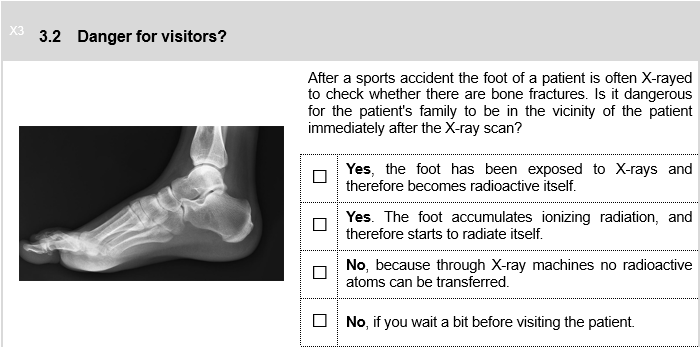 X3
3.2 Danger for visitors?
After a sports accident the foot of a patient is often X-rayed
to check whether there are bone fractures. Is it dangerous
for the patient's family to be in the vicinity of the patient
immediately after the X-ray scan?
Yes, the foot has been exposed to X-rays and
therefore becomes radioactive itself.
Yes. The foot accumulates ionizing radiation, and
therefore starts to radiate itself.
No, because through X-ray machines no radioactive
atoms can be transferred.
No, if you wait a bit before visiting the patient.